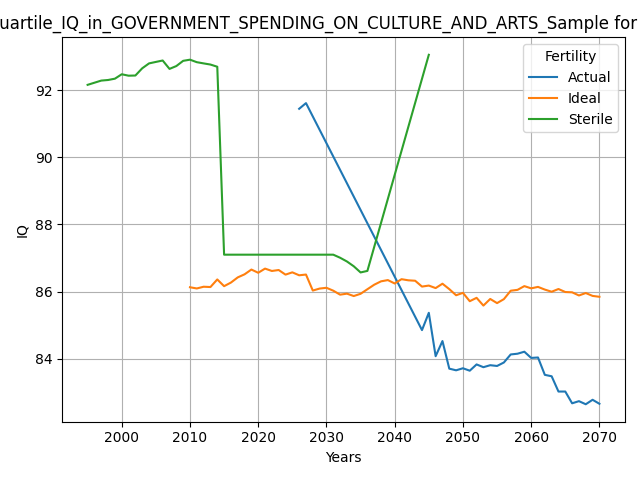 uartile_IQ_in_GOVERNMENT_SPENDING_ON_CULTURE_AND_ARTS_Sample for
Fertility
Actual
Ideal
Sterile
92
90
88
86
84
IQ
2000 2010 2020 2030 2040 2050 2060 2070
Years